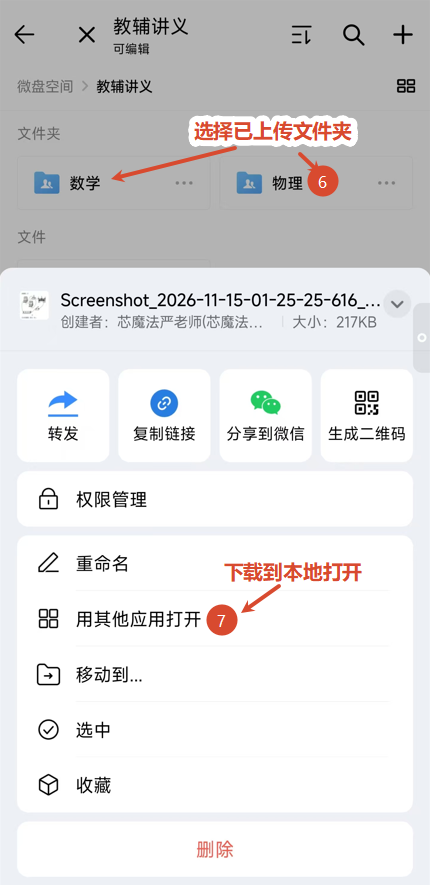 教辅讲义
可编辑
微盘空间 > 教辅讲义
选择已上传文件夹
文件夹
数学
物理
6
文件
Screenshot_2026-11-15-01-25-25-616_...
创建者：芯魔法严老师(芯魔法... | 大小：217KB
转发
复制链接
分享到微信
生成二维码
权限管理
重命名
下载到本地打开
用其他应用打开 7
移动到...
选中
收藏
删除